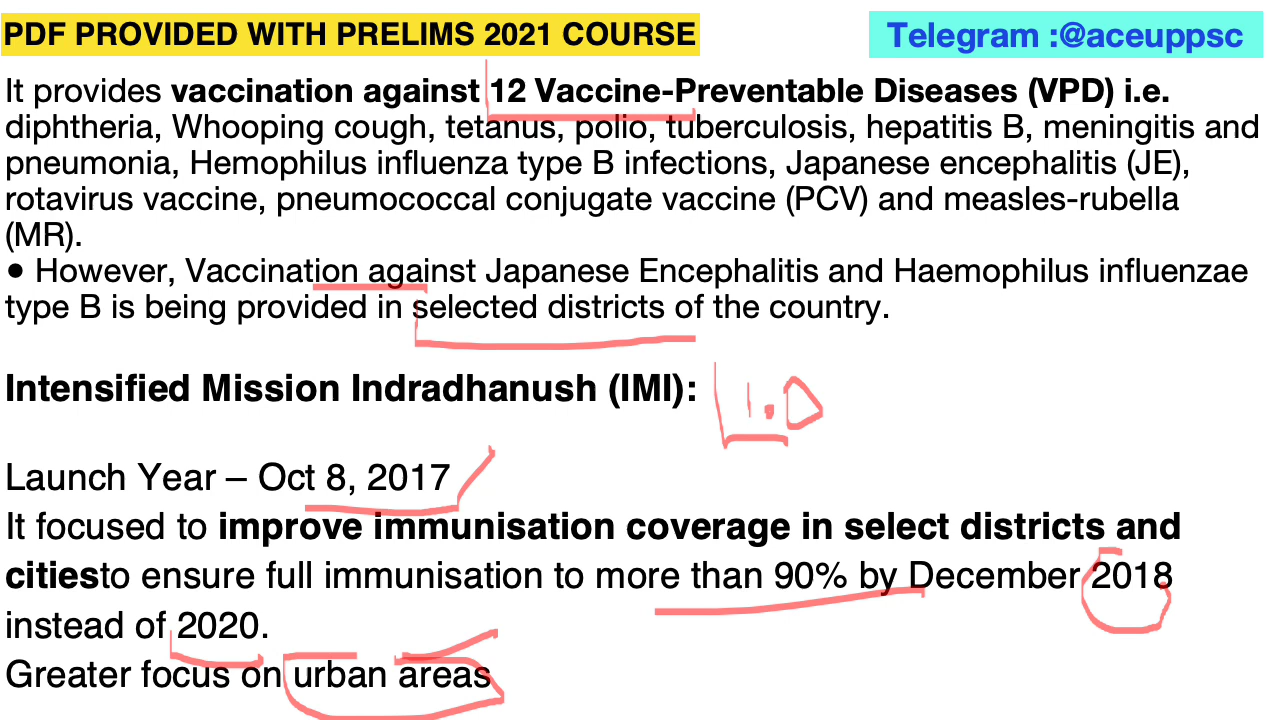 PDF PROVIDED WITH PRELIMS 2021 COURSE
Telegram :@aceuppsc
It provides vaccination against 12 Vaccine-Preventable Diseases (VPD) i.e.
diphtheria, Whooping cough, tetanus, polio, tuberculosis, hepatitis B, meningitis and
pneumonia, Hemophilus influenza type B infections, Japanese encephalitis (JE),
rotavirus vaccine, pneumococcal conjugate vaccine (PCV) and measles-rubella
(MR).
● However, Vaccination against Japanese Encephalitis and Haemophilus influenzae
type B is being provided in selected districts of the country.
Intensified Mission Indradhanush (IMI):
1.0
Launch Year – Oct 8, 2017
It focused to improve immunisation coverage in select districts and
citiesto ensure full immunisation to more than 90% by December 2018
instead of 2020.
Greater focus on urban areas